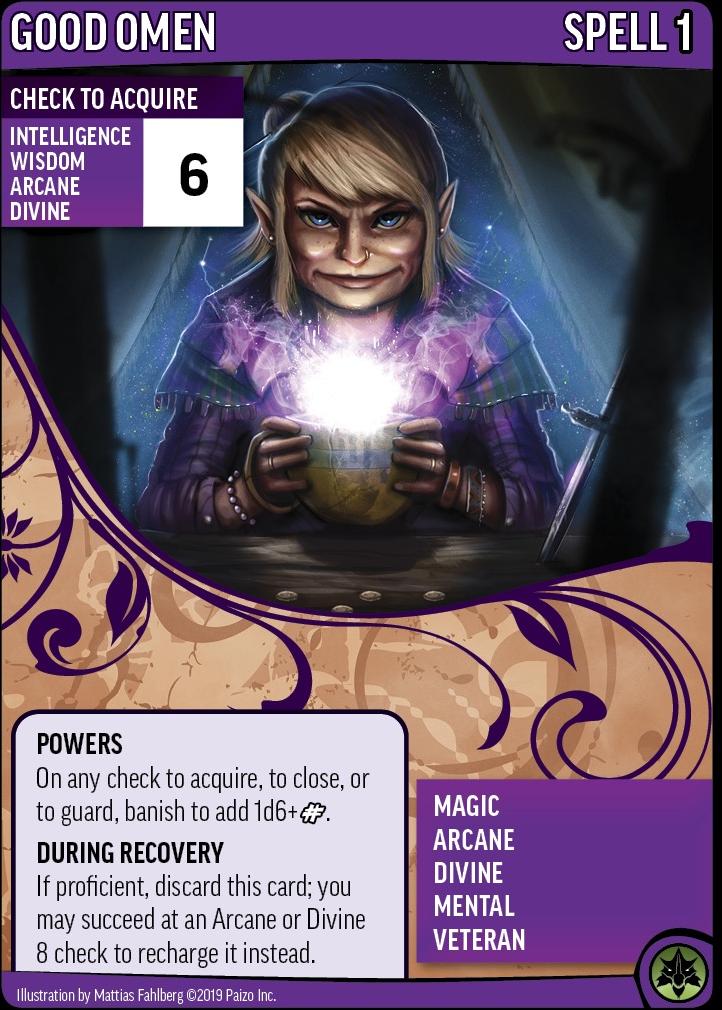 GOOD OMEN
SPELL 1
CHECK TO ACQUIRE
INTELLIGENCE
WISDOM
ARCANE
DIVINE
6
POWERS
On any check to acquire, to close, or
to guard, banish to add 1d6+#.
DURING RECOVERY
If proficient, discard this card; you
may succeed at an Arcane or Divine
8 check to recharge it instead.
MAGIC
ARCANE
DIVINE
MENTAL
VETERAN
Illustration by Mattias Fahlberg ©2019 Paizo Inc.